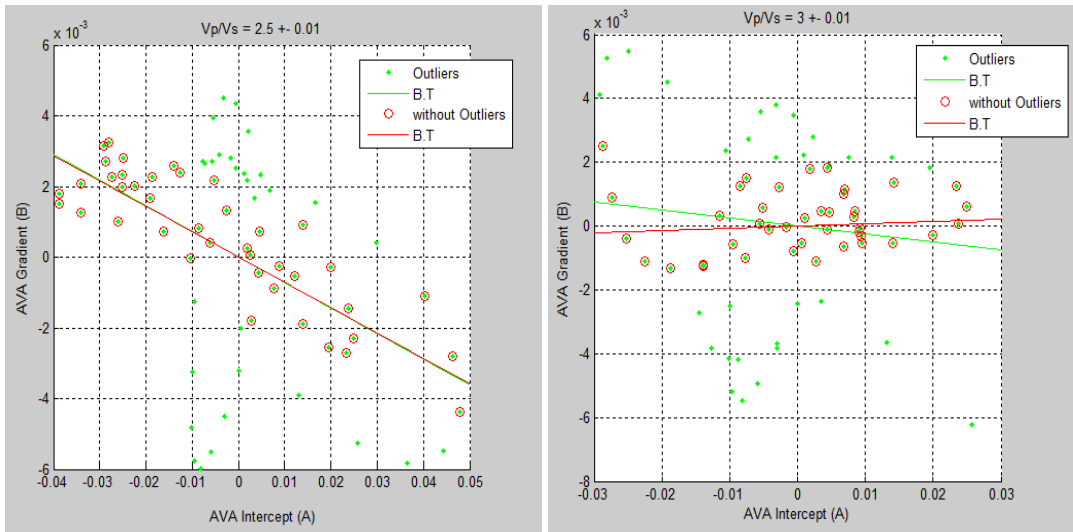 Vp/Vs = 2.5 +- 0.01
x 10-3
6
4
2
0
-2
-4
-6
-0.04 -0.03 -0.02 -0.01 0 0.01 0.02 0.03 0.04 0.05
AVA Intercept (A)
AVA Gradient (B)
Outliers
B.T
without Outliers
B.T
Vp/Vs = 3 +- 0.01
x 10-3
6
4
2
0
-2
-4
-6
-8
-0.03 -0.02 -0.01 0 0.01 0.02 0.03
AVA Intercept (A)
AVA Gradient (B)
Outliers
B.T
without Outliers
B.T